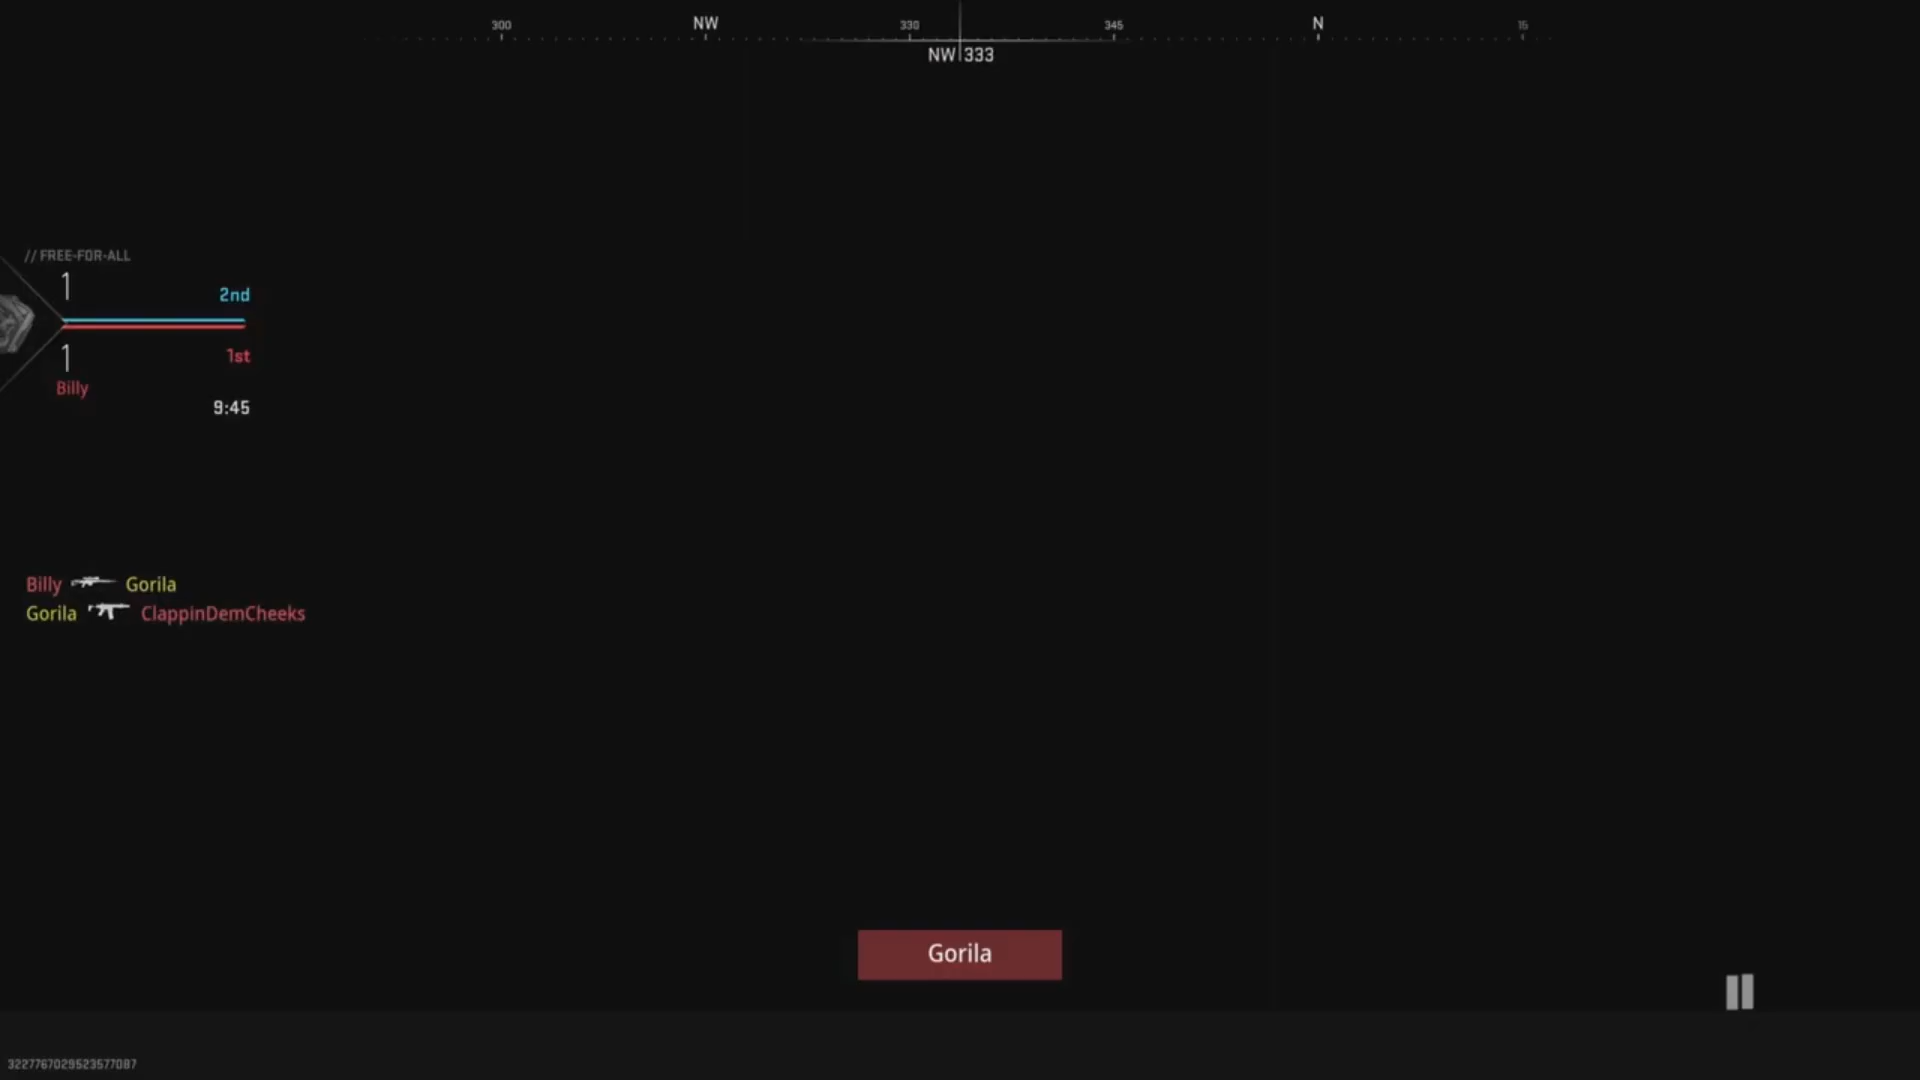 300 NW 330 345 N 15
NW 333
// FREE-FOR-ALL
1
2nd
1
1st
Billy
9:45
Billy Gorila
Gorila ClappinDemCheeks
Gorila
3227767029523577087